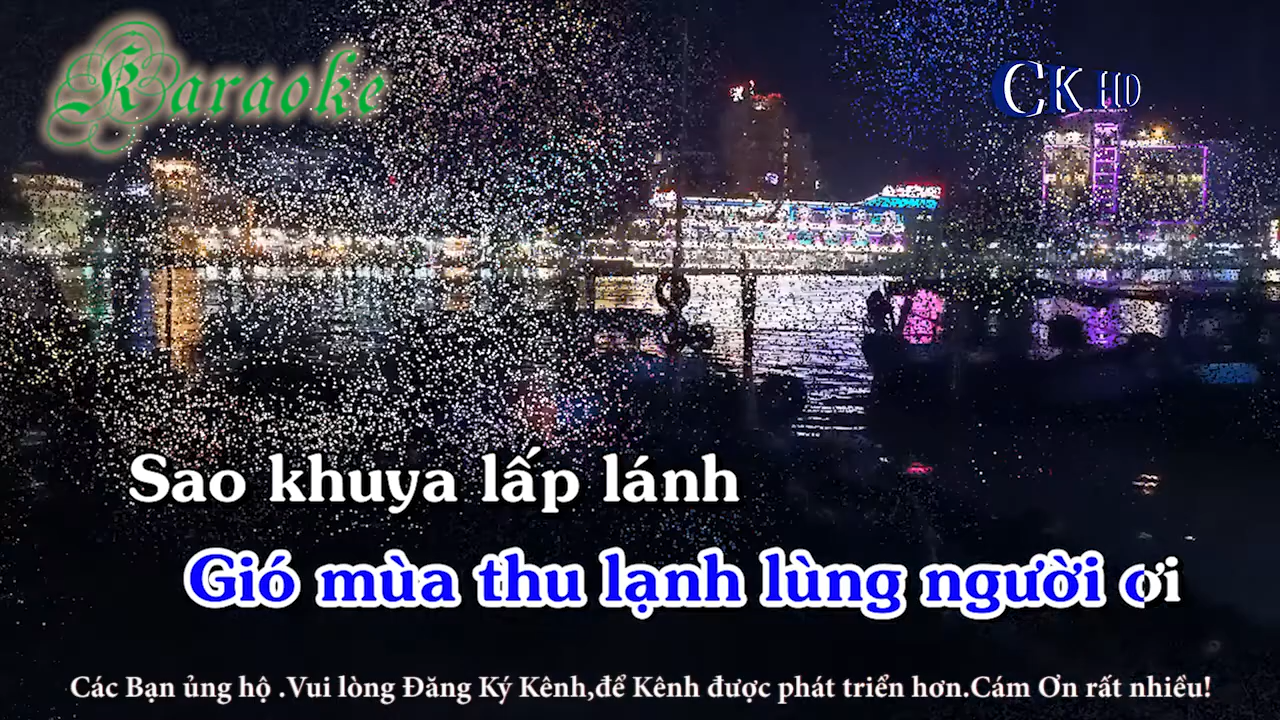 Karaoke
CK HD
Sao khuya lấp lánh
Gió mùa thu lạnh lùng người ơi
Các Bạn ủng hộ .Vui lòng Đăng Ký Kênh,để Kênh được phát triển hơn.Cám Ơn rất nhiều!